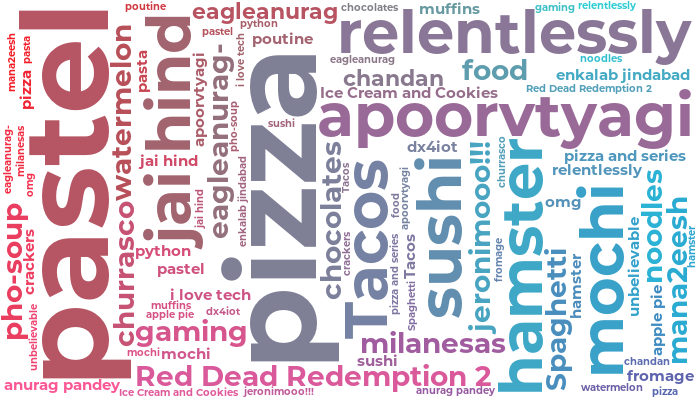 poutine
eagleanurag
chocolates
muffins
gaming
relentlessly
mana2eesh
pasta
pizza
pastel
churrasco
watermelon
pasta
jai hind
apoorvtyagi
pastel
python
i love tech
poutine
eagleanurag
relentlessly
chandan
food
noodles
enkalab jindabad
Ice Cream and Cookies
Red Dead Redemption 2
apoorvtyagi
eagleanurag-
milanesas
omg
eagleanurag-
pho-soup
sushi
pizza
jai hind
jai hind
enkalab jindabad
chocolates
Tacos
crackers
Tacos
food
apoorvtyagi
dx4iot
sushi
jeronimooo!!!
churrasco
hamster
pizza and series
relentlessly
omg
pho-soup
crackers
unbelievable
python
pastel
i love tech
muffins
apple pie
dx4iot
pizza and series
Tacos
Spaghetti
fromage
Spaghetti
hamster
mochi
unbelievable
noodles
apple pie
mana2eesh
hamster
gaming
mochi
mochi
milanesas
sushi
chandan
fromage
anurag pandey
Red Dead Redemption 2
Ice Cream and Cookies
jeronimooo!!!
anurag pandey
watermelon
pizza